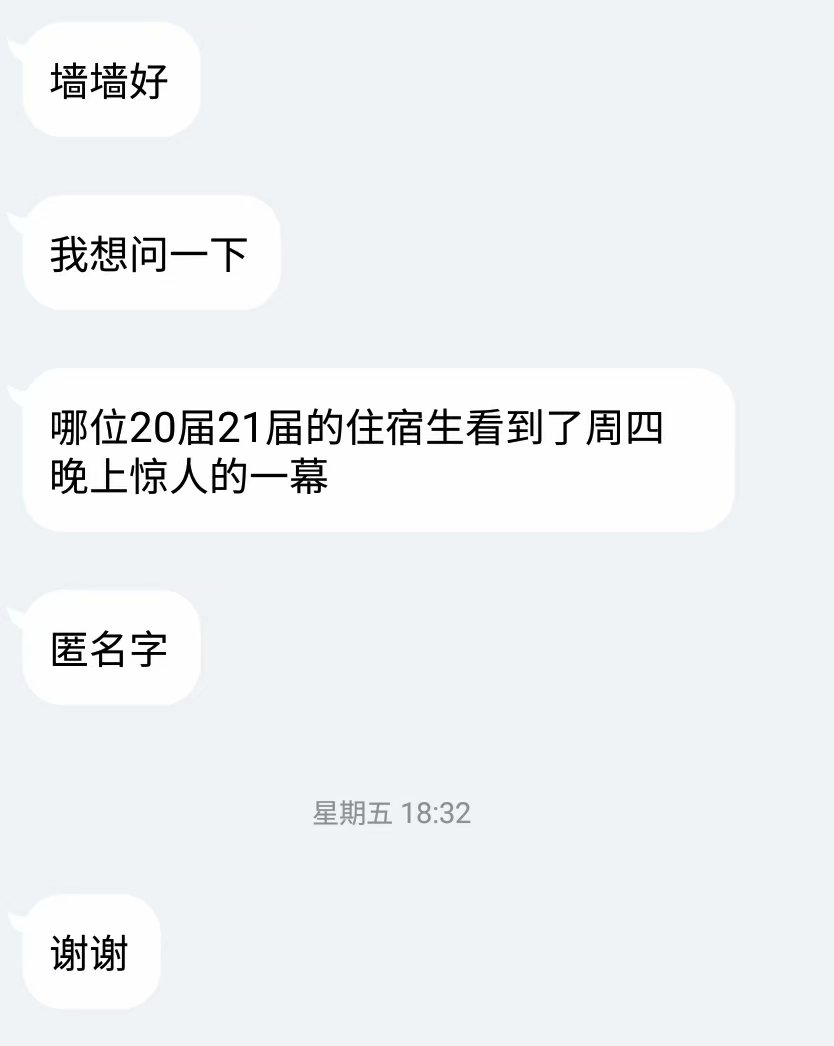 墙墙好
我想问一下
哪位20届21届的住宿生看到了周四
晚上惊人的一幕
匿名字
星期五 18:32
谢谢